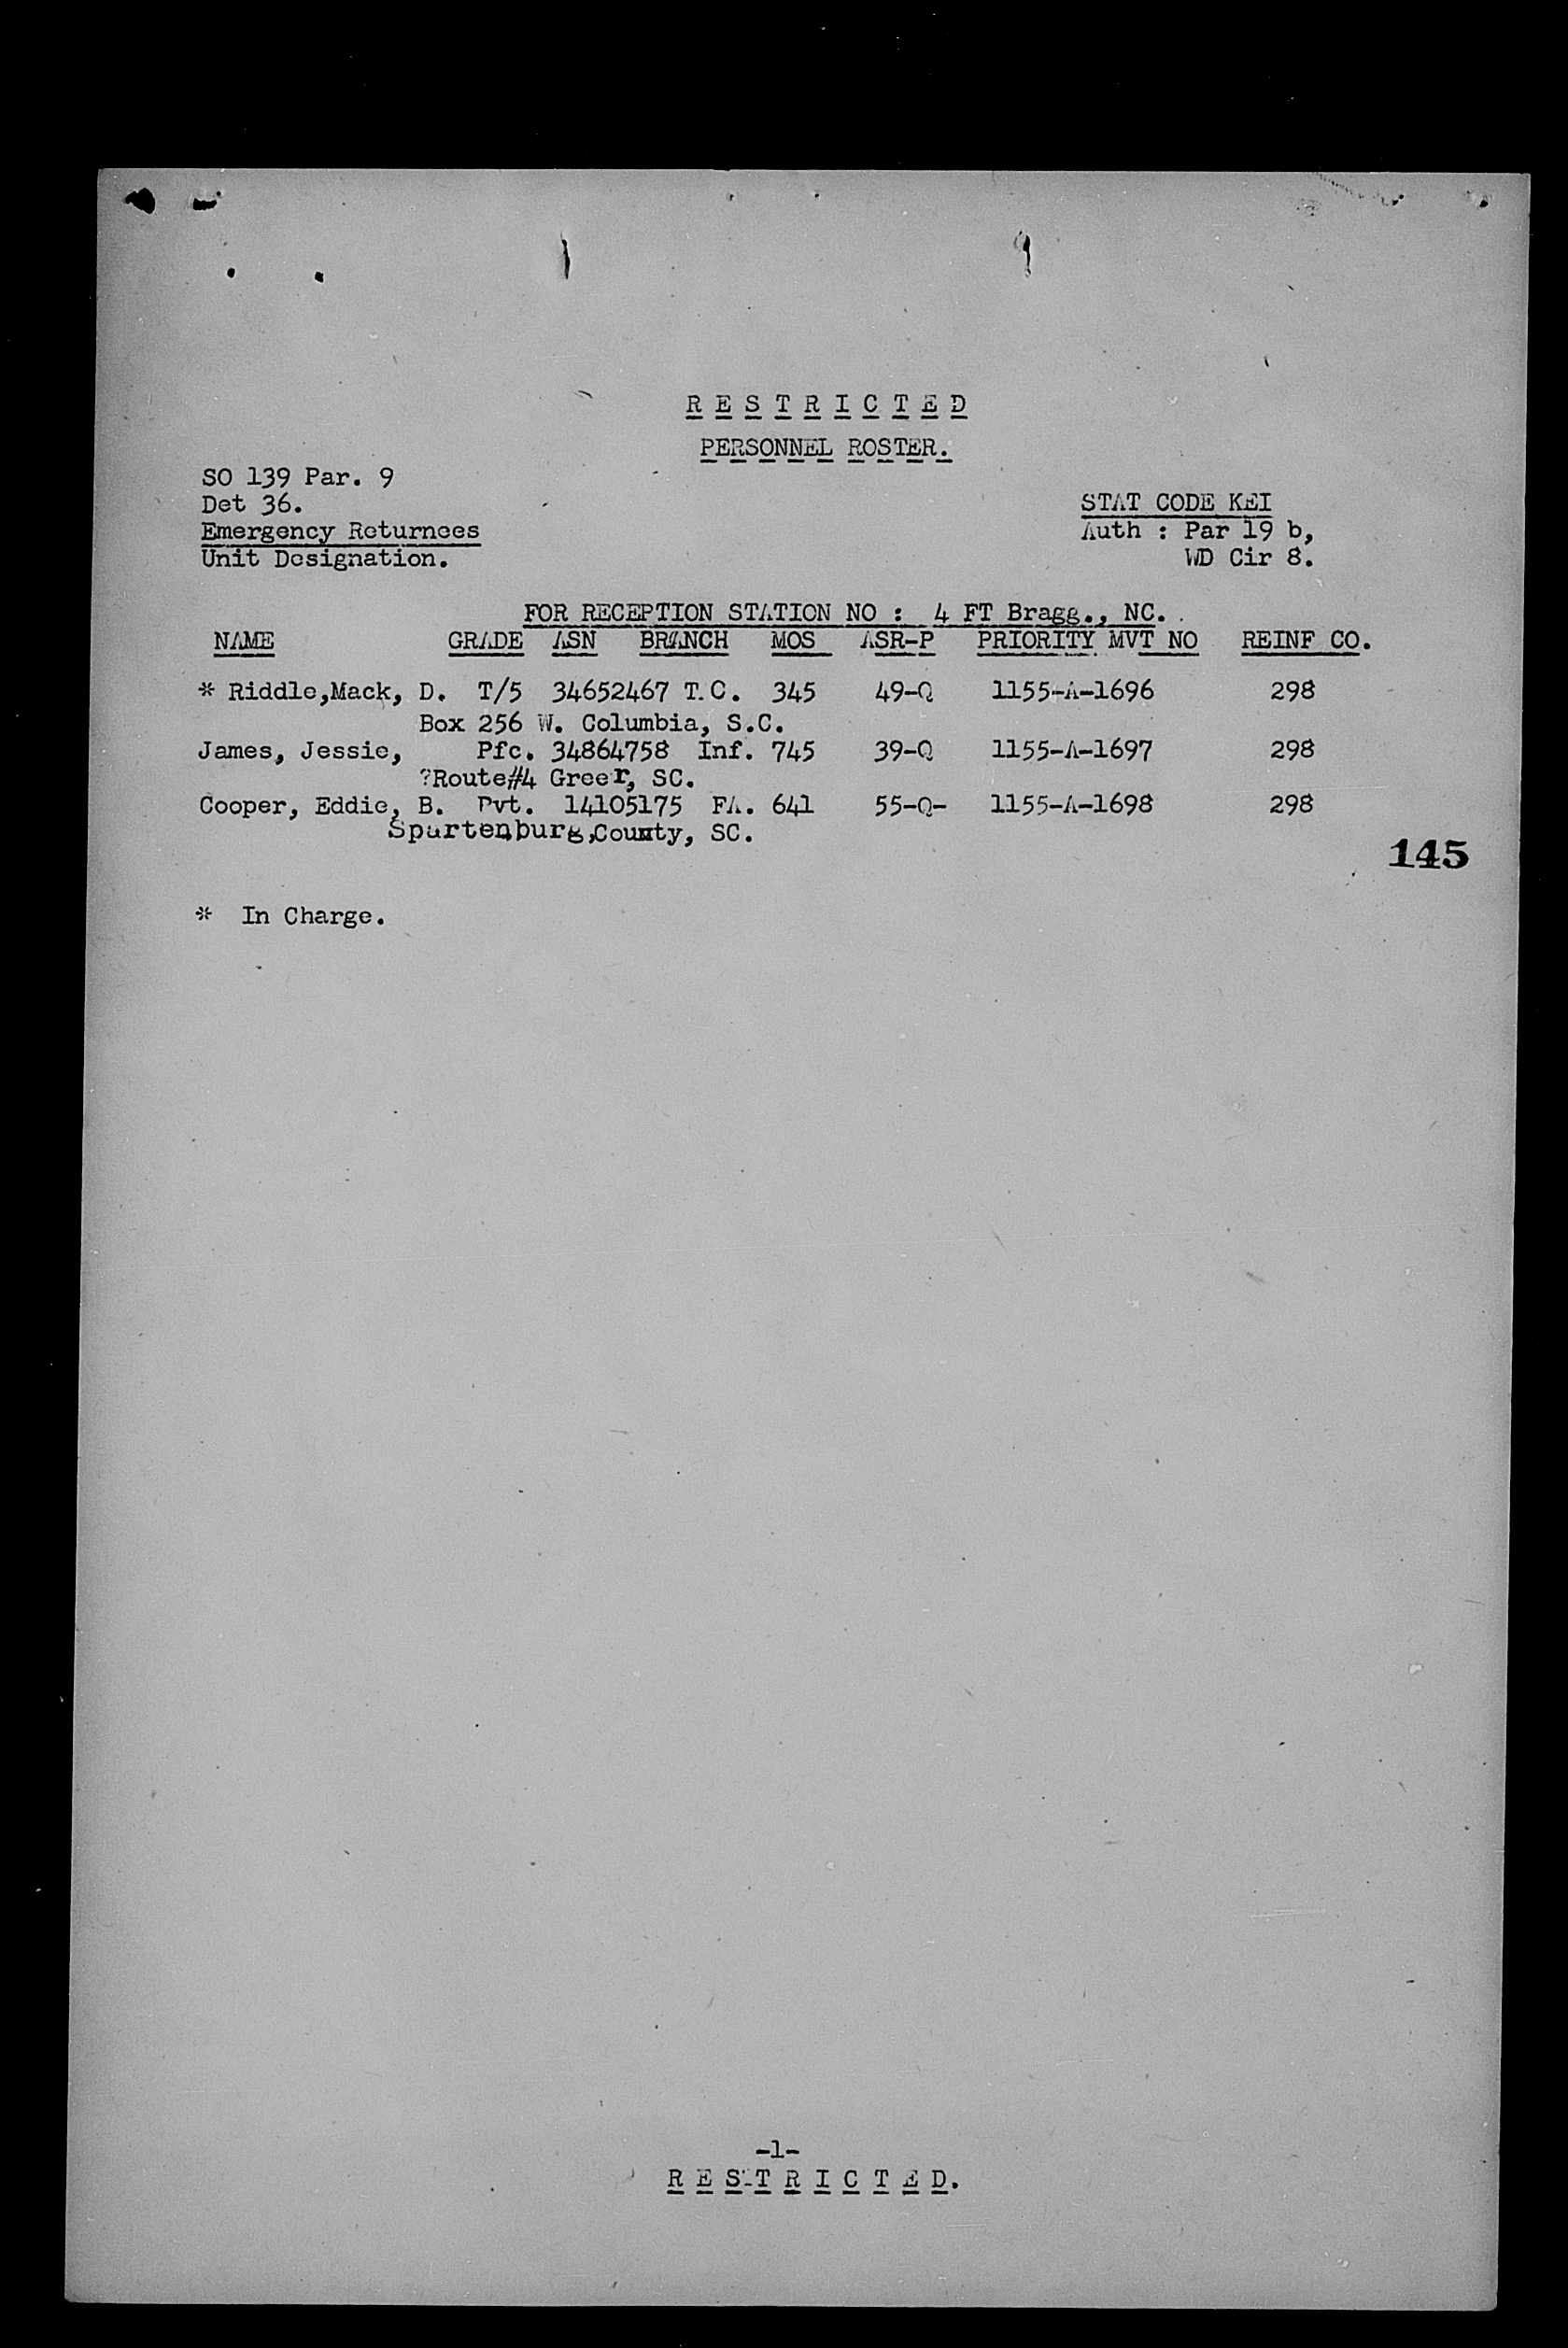 R E S T R I C T E D
PERSONNEL ROSTER.
SO 139 Par. 9
Det 36.
Emergency Returnees
Unit Designation.
STAT CODE KEI
Auth : Par 19 b,
WD Cir 8.
FOR RECEPTION STATION NO : 4 FT Bragg., NC.
NAME GRADE ASN BRANCH MOS ASR-P PRIORITY MVT NO REINF CO.
* Riddle,Mack, D. T/5 34652467 T.C. 345 49-Q 1155-A-1696 298
Box 256 W. Columbia, S.C.
James, Jessie, Pfc. 34864758 Inf. 745 39-Q 1155-A-1697 298
?Route#4 Greer, SC.
Cooper, Eddie, B. Pvt. 14105175 FA. 641 55-Q- 1155-A-1698 298
Spartenburg,County, SC.
145
* In Charge.
-1-
R E S T R I C T E D.